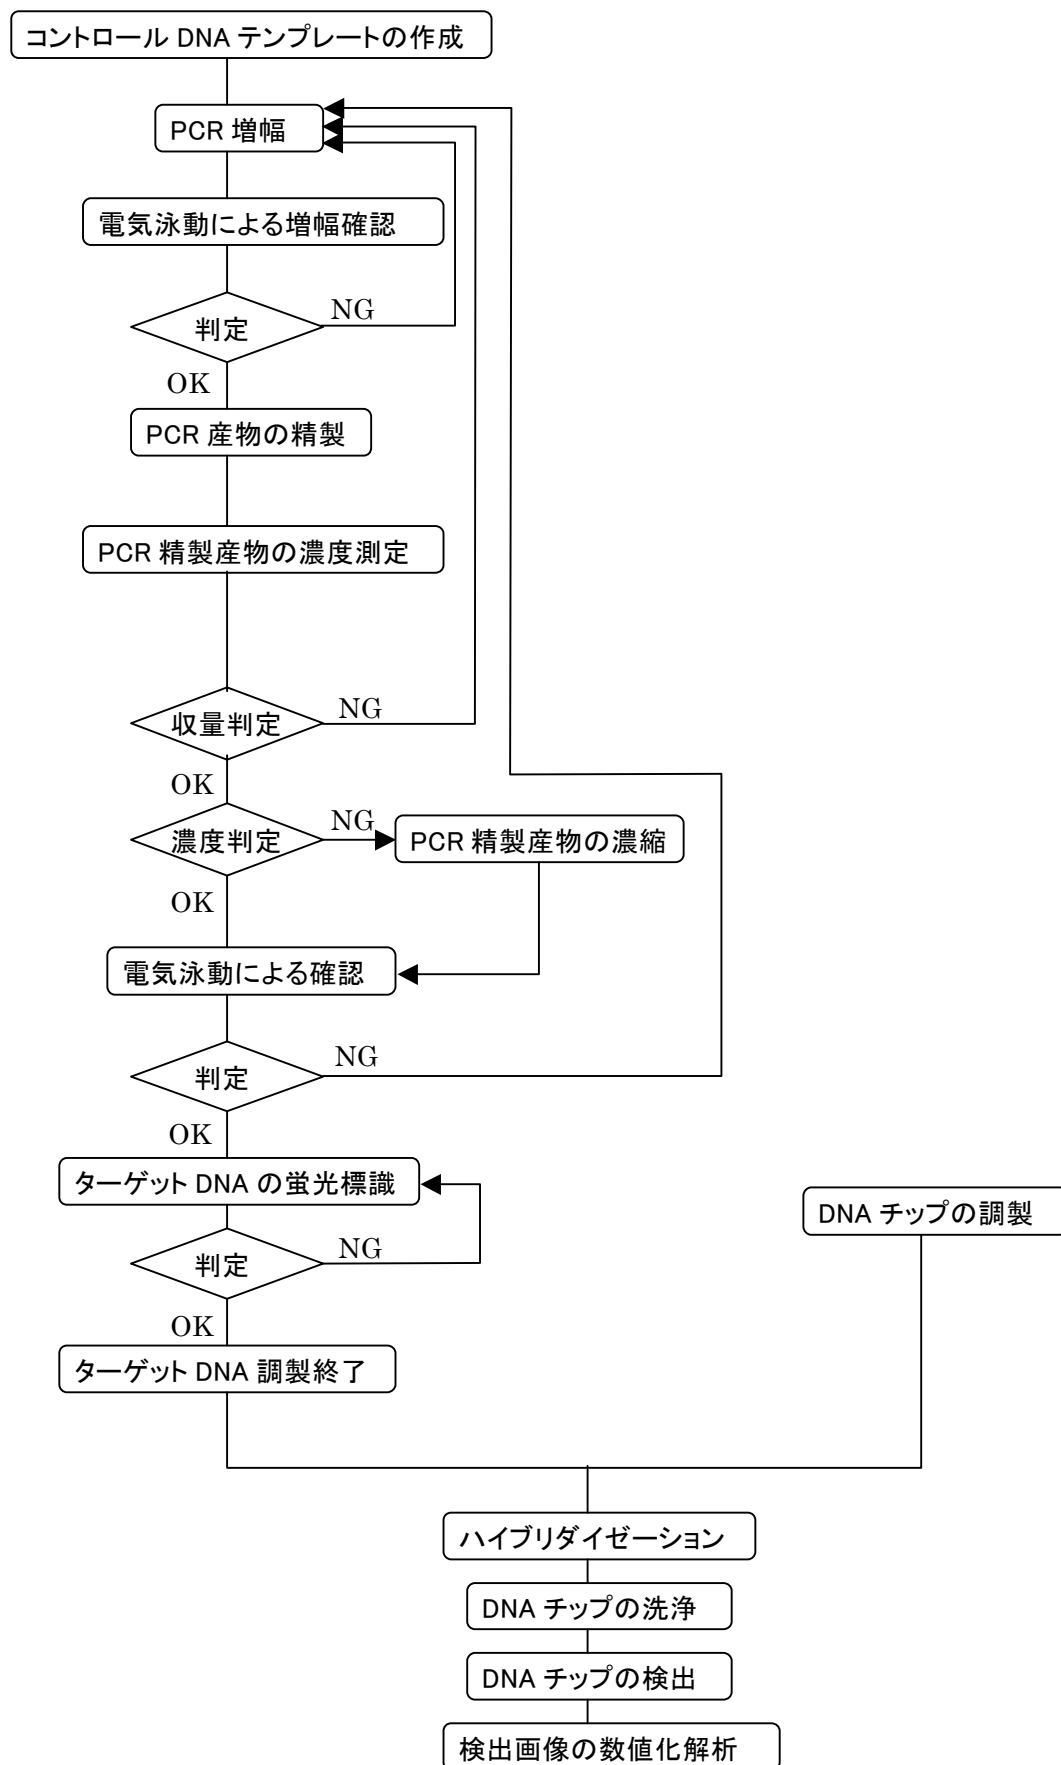 コントロール DNA テンプレートの作成
PCR 増幅
電気泳動による増幅確認
判定
NG
OK
PCR 産物の精製
PCR 精製産物の濃度測定
収量判定
NG
OK
濃度判定
NG
PCR 精製産物の濃縮
OK
電気泳動による確認
判定
NG
OK
ターゲット DNA の蛍光標識
DNA チップの調製
判定
NG
OK
ターゲット DNA 調製終了
ハイブリダイゼーション
DNA チップの洗浄
DNA チップの検出
検出画像の数値化解析